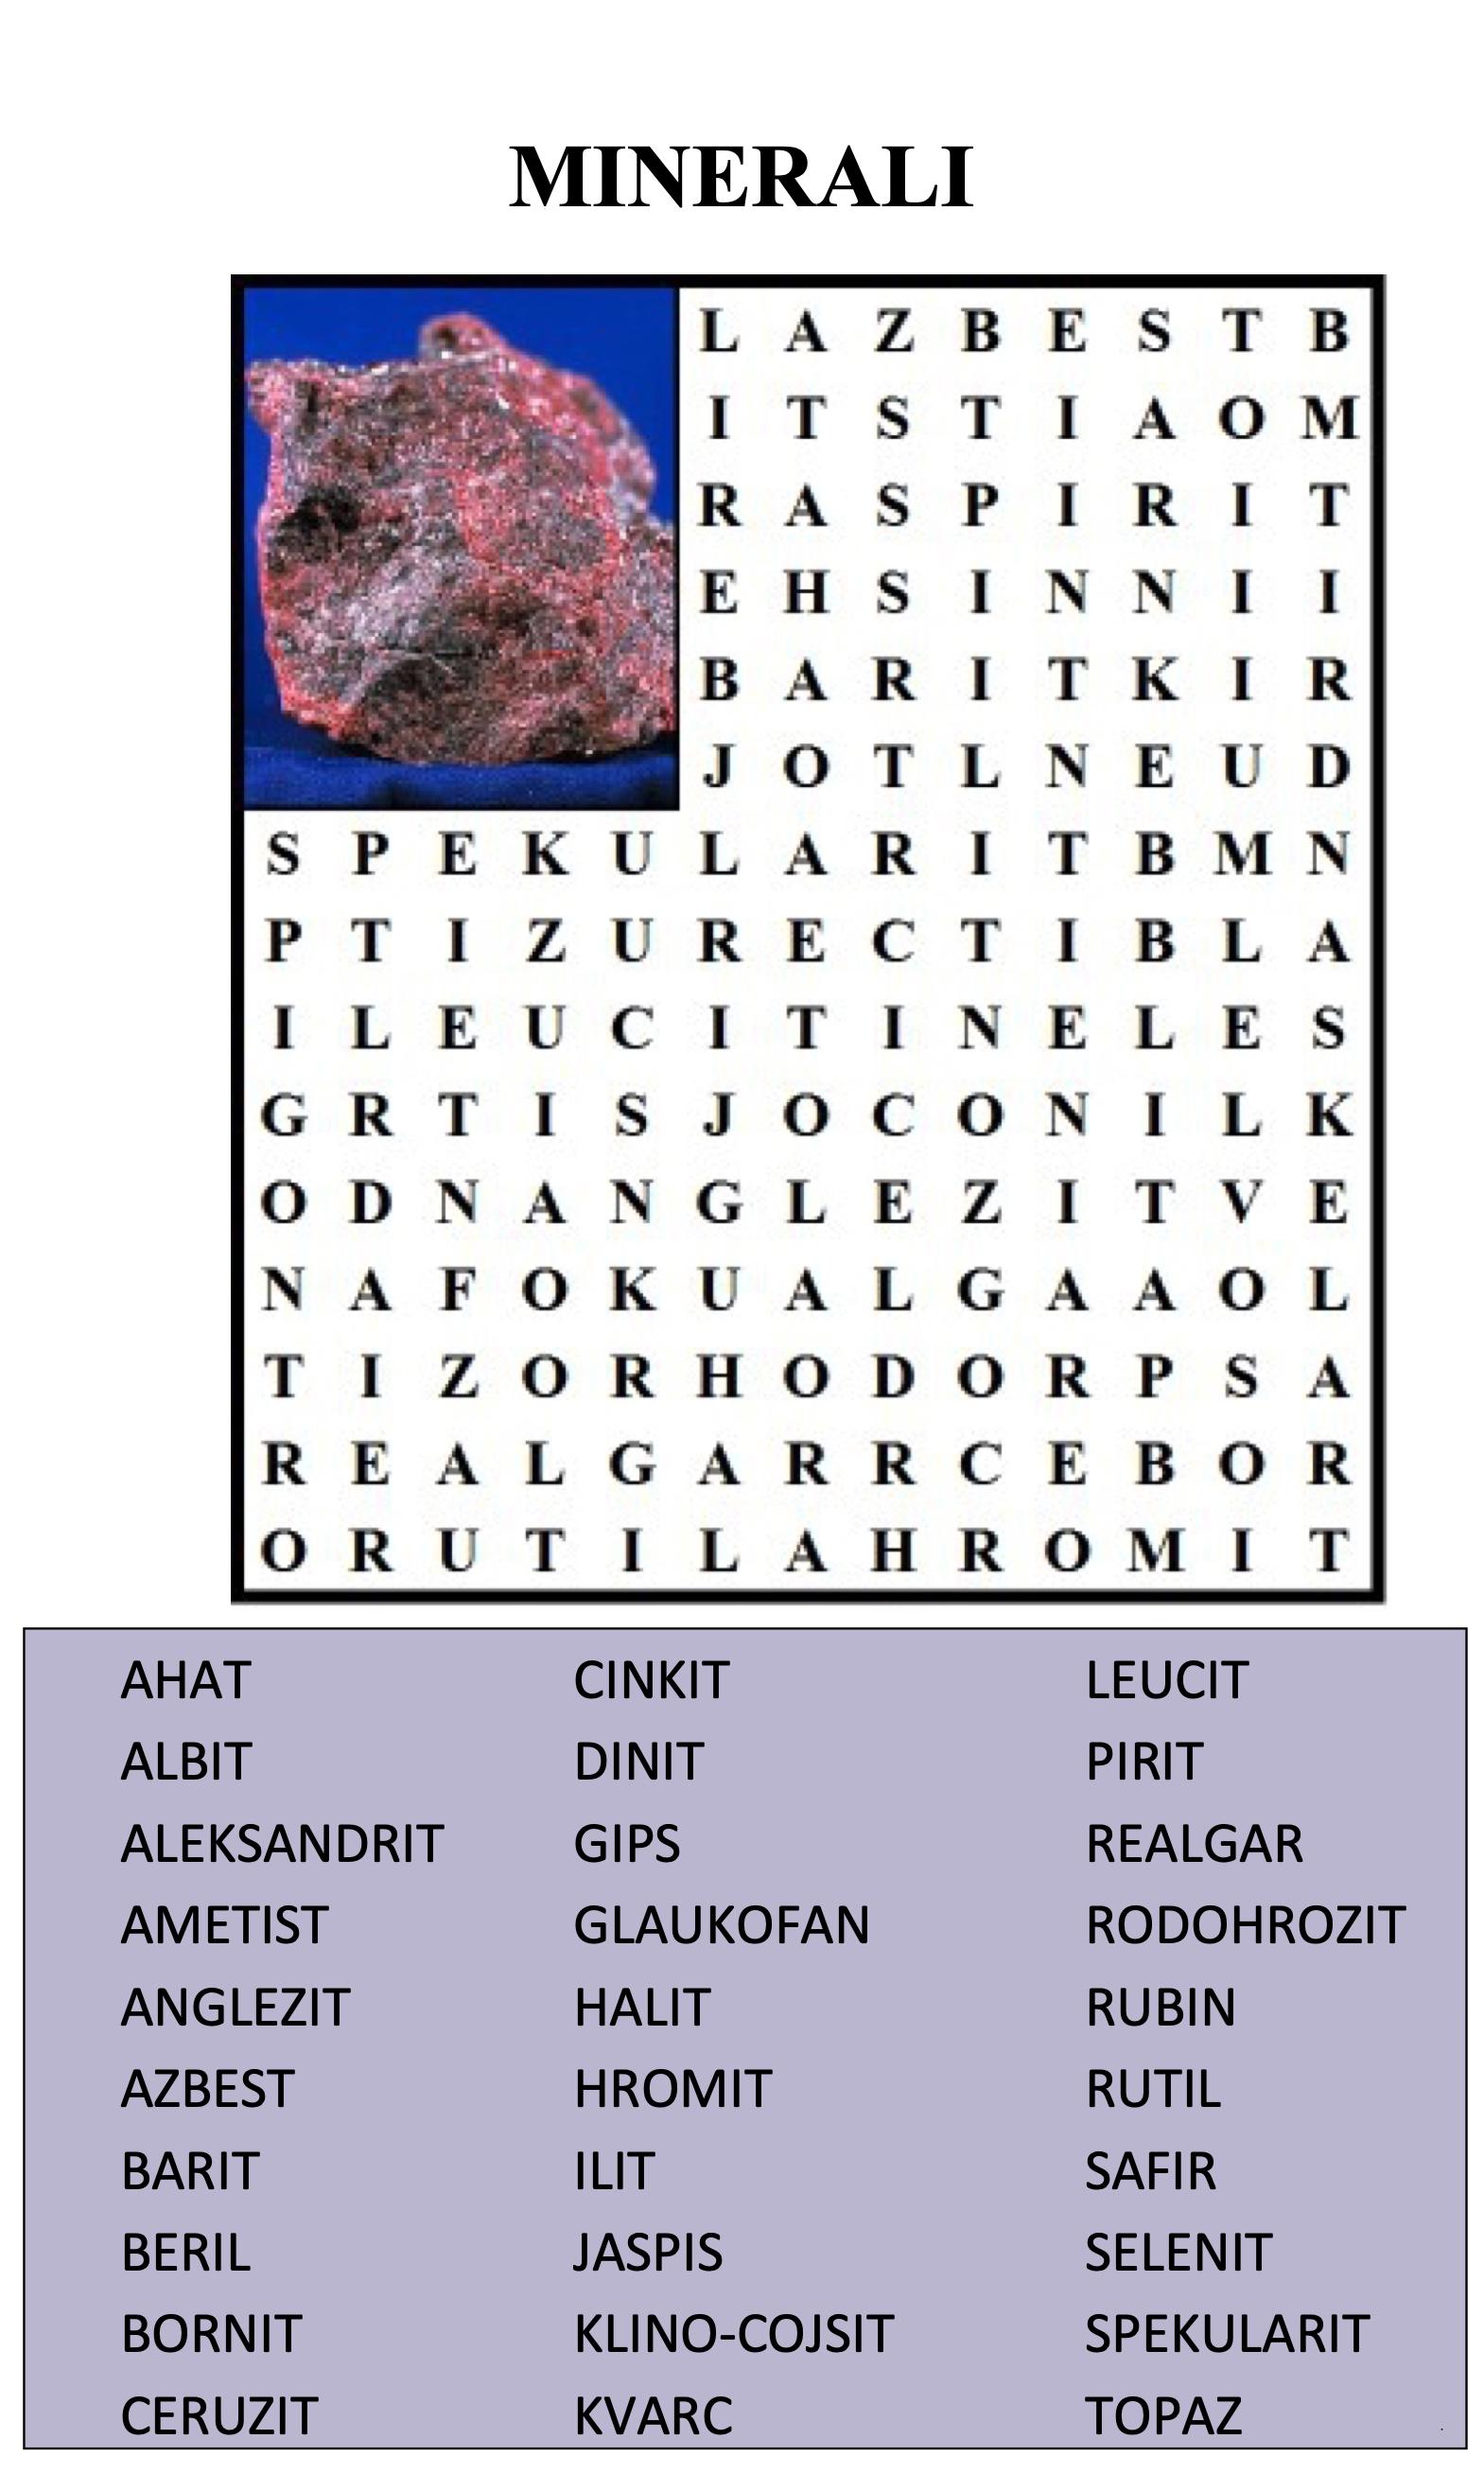 MINERALI
L A Z B E S T B
I T S T I A O M
R A S P I R I T
E H S I N N I I
B A R I T K I R
J O T L N E U D
S P E K U L A R I T B M N
P T I Z U R E C T I B L A
I L E U C I T I N E L E S
G R T I S J O C O N I L K
O D N A N G L E Z I T V E
N A F O K U A L G A A O L
T I Z O R H O D O R P S A
R E A L G A R R C E B O R
O R U T I L A H R O M I T
AHAT CINKIT LEUCIT
ALBIT DINIT PIRIT
ALEKSANDRIT GIPS REALGAR
AMETIST GLAUKOFAN RODOHROZIT
ANGLEZIT HALIT RUBIN
AZBEST HROMIT RUTIL
BARIT ILIT SAFIR
BERIL JASPIS SELENIT
BORNIT KLINO-COJSIT SPEKULARIT
CERUZIT KVARC TOPAZ